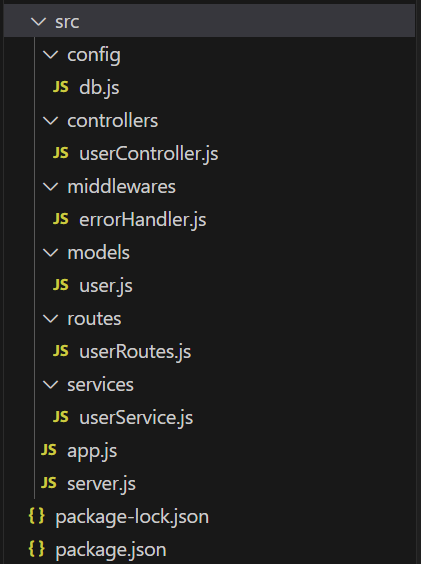 src
config
JS db.js
controllers
JS userController.js
middlewares
JS errorHandler.js
models
JS user.js
routes
JS userRoutes.js
services
JS userService.js
JS app.js
JS server.js
{} package-lock.json
{} package.json